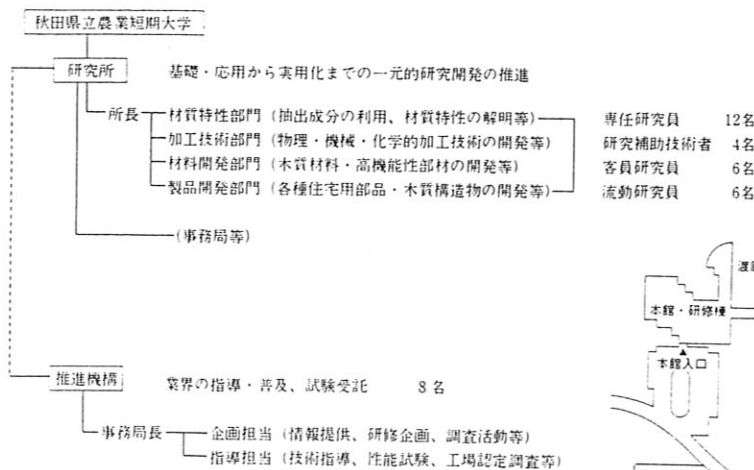 秋田県立農業短期大学
研究所 基礎・応用から実用化までの一元的研究開発の推進
所長 材質特性部門(抽出成分の利用、材質特性の解明等) 専任研究員 12名
加工技術部門(物理・機械・化学的加工技術の開発等) 研究補助技術者 4名
材料開発部門(木質材料・高機能性部材の開発等) 客員研究員 6名
製品開発部門(各種住宅用部品・木質構造物の開発等) 流動研究員 6名
(事務局等)
本館・研修棟
本館入口
推進機構 業界の指導・普及、試験受託 8名
事務局長 企画担当(情報提供、研修企画、調査活動等)
指導担当(技術指導、性能試験、工場認定調査等)